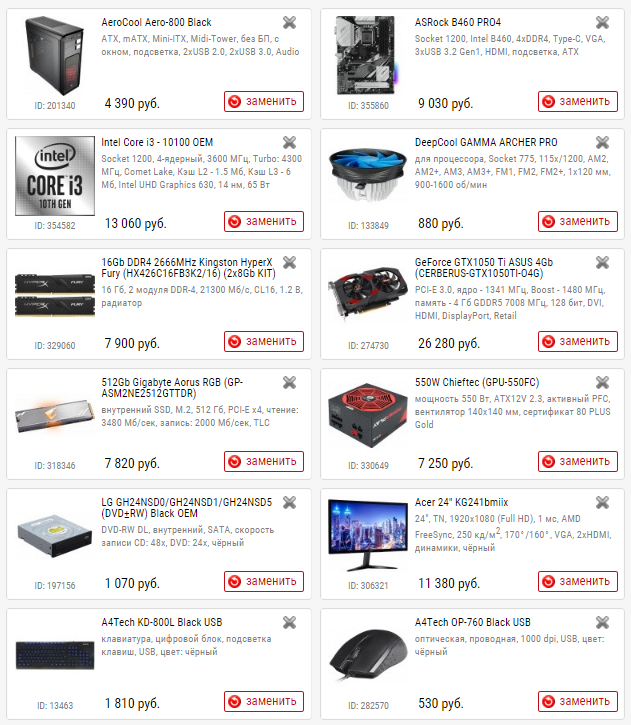 AeroCool Aero-800 Black
ATX, mATX, Mini-ITX, Midi-Tower, без БП, с
окном, подсветка, 2xUSB 2.0, 2xUSB 3.0, Audio
ID: 201340
4 390 руб.
заменить
ASRock B460 PRO4
Socket 1200, Intel B460, 4xDDR4, Type-C, VGA,
3xUSB 3.2 Gen1, HDMI, подсветка, ATX
ID: 355860
9 030 руб.
заменить
intel
CORE i3
10TH GEN
Intel Core i3 - 10100 OEM
Socket 1200, 4-ядерный, 3600 МГц, Turbo: 4300
МГц, Comet Lake, Кэш L2 - 1.5 Мб, Кэш L3 - 6
Мб, Intel UHD Graphics 630, 14 нм, 65 Вт
ID: 354582
13 060 руб.
заменить
DeepCool GAMMA ARCHER PRO
для процессора, Socket 775, 115x/1200, AM2,
AM2+, AM3, AM3+, FM1, FM2, FM2+, 1x120 мм,
900-1600 об/мин
ID: 133849
880 руб.
заменить
16Gb DDR4 2666MHz Kingston HyperX
Fury (HX426C16FB3K2/16) (2x8Gb KIT)
16 Гб, 2 модуля DDR-4, 21300 Мб/с, CL16, 1.2 В,
радиатор
ID: 329060
7 900 руб.
заменить
GeForce GTX1050 Ti ASUS 4Gb
(CERBERUS-GTX1050TI-O4G)
PCI-E 3.0, ядро - 1341 МГц, Boost - 1480 МГц,
память - 4 Гб GDDR5 7008 МГц, 128 бит, DVI,
HDMI, DisplayPort, Retail
ID: 274730
26 280 руб.
заменить
512Gb Gigabyte Aorus RGB (GP-
ASM2NE2512GTTDR)
внутренний SSD, M.2, 512 Гб, PCI-E x4, чтение:
3480 Мб/сек, запись: 2000 Мб/сек, TLC
ID: 318346
7 820 руб.
заменить
550W Chieftec (GPU-550FC)
мощность 550 Вт, ATX12V 2.3, активный PFC,
вентилятор 140x140 мм, сертификат 80 PLUS
Gold
ID: 330649
7 250 руб.
заменить
LG GH24NSD0/GH24NSD1/GH24NSD5
(DVD±RW) Black OEM
DVD-RW DL, внутренний, SATA, скорость
записи CD: 48x, DVD: 24x, чёрный
ID: 197156
1 070 руб.
заменить
Acer 24" KG241bmiix
24", TN, 1920x1080 (Full HD), 1 мс, AMD
FreeSync, 250 кд/м2, 170°/160°, VGA, 2xHDMI,
динамики, чёрный
ID: 306321
11 380 руб.
заменить
A4Tech KD-800L Black USB
клавиатура, цифровой блок, подсветка
клавиш, USB, цвет: чёрный
ID: 13463
1 810 руб.
заменить
A4Tech OP-760 Black USB
оптическая, проводная, 1000 dpi, USB, цвет:
чёрный
ID: 282570
530 руб.
заменить